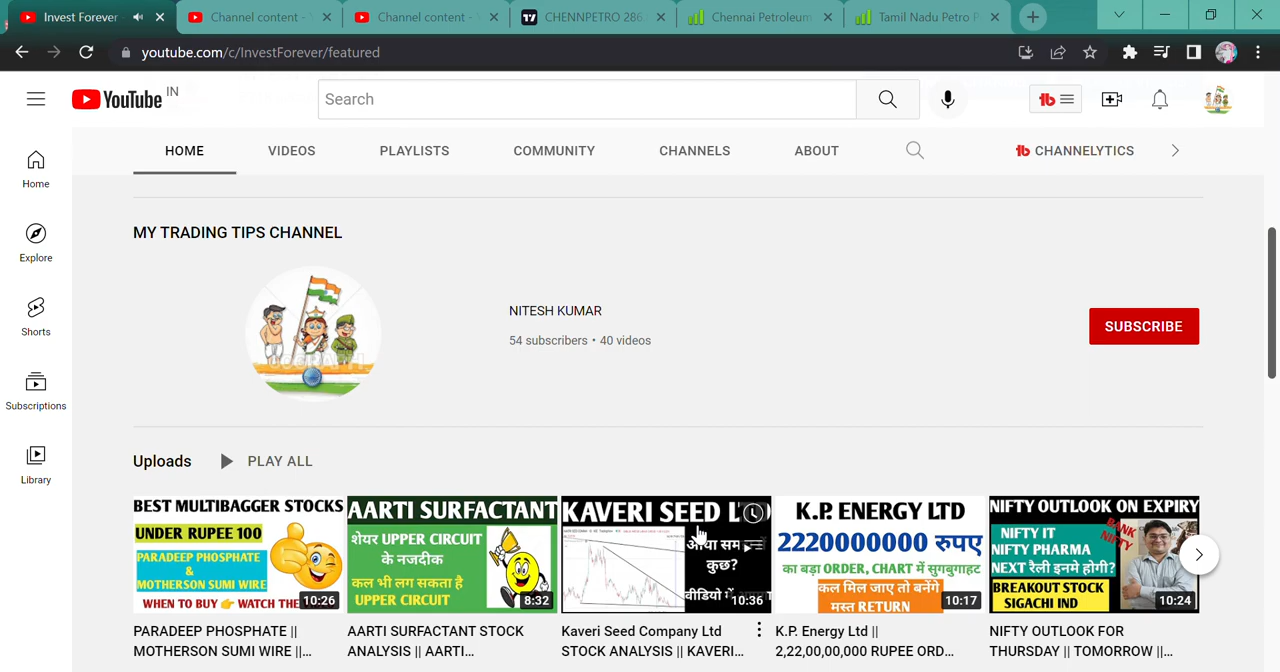 Invest Forever
Channel content -
Channel content -
CHENNPETRO 286.
Chennai Petroleum
Tamil Nadu Petro P
youtube.com/c/InvestForever/featured
YouTube IN
Search
HOME
VIDEOS
PLAYLISTS
COMMUNITY
CHANNELS
ABOUT
CHANNELYTICS
Home
Explore
Shorts
Subscriptions
Library
MY TRADING TIPS CHANNEL
NITESH KUMAR
54 subscribers • 40 videos
SUBSCRIBE
Uploads
PLAY ALL
BEST MULTIBAGGER STOCKS
UNDER RUPEE 100
PARADEEP PHOSPHATE
&
MOTHERSON SUMI WIRE
WHEN TO BUY 👉 WATCH THE
10:26
AARTI SURFACTANT
शेयर UPPER CIRCUIT
के नजदीक
कल भी लग सकता है
UPPER CIRCUIT
8:32
KAVERI SEED
आया सम
कुछ?
वीडियो में
10:36
K.P. ENERGY LTD
2220000000 रुपए
का बड़ा ORDER, CHART में सुगबुगाहट
कल मिल जाए तो बनेंगे
मस्त RETURN
10:17
NIFTY OUTLOOK ON EXPIRY
BANK
NIFTY
NIFTY IT
NIFTY PHARMA
NEXT रैली इनमे होगी?
BREAKOUT STOCK
SIGACHI IND
10:24
PARADEEP PHOSPHATE ||
MOTHERSON SUMI WIRE ||...
AARTI SURFACTANT STOCK
ANALYSIS || AARTI...
Kaveri Seed Company Ltd
STOCK ANALYSIS || KAVERI...
K.P. Energy Ltd ||
2,22,00,00,000 RUPEE ORD...
NIFTY OUTLOOK FOR
THURSDAY || TOMORROW ||...